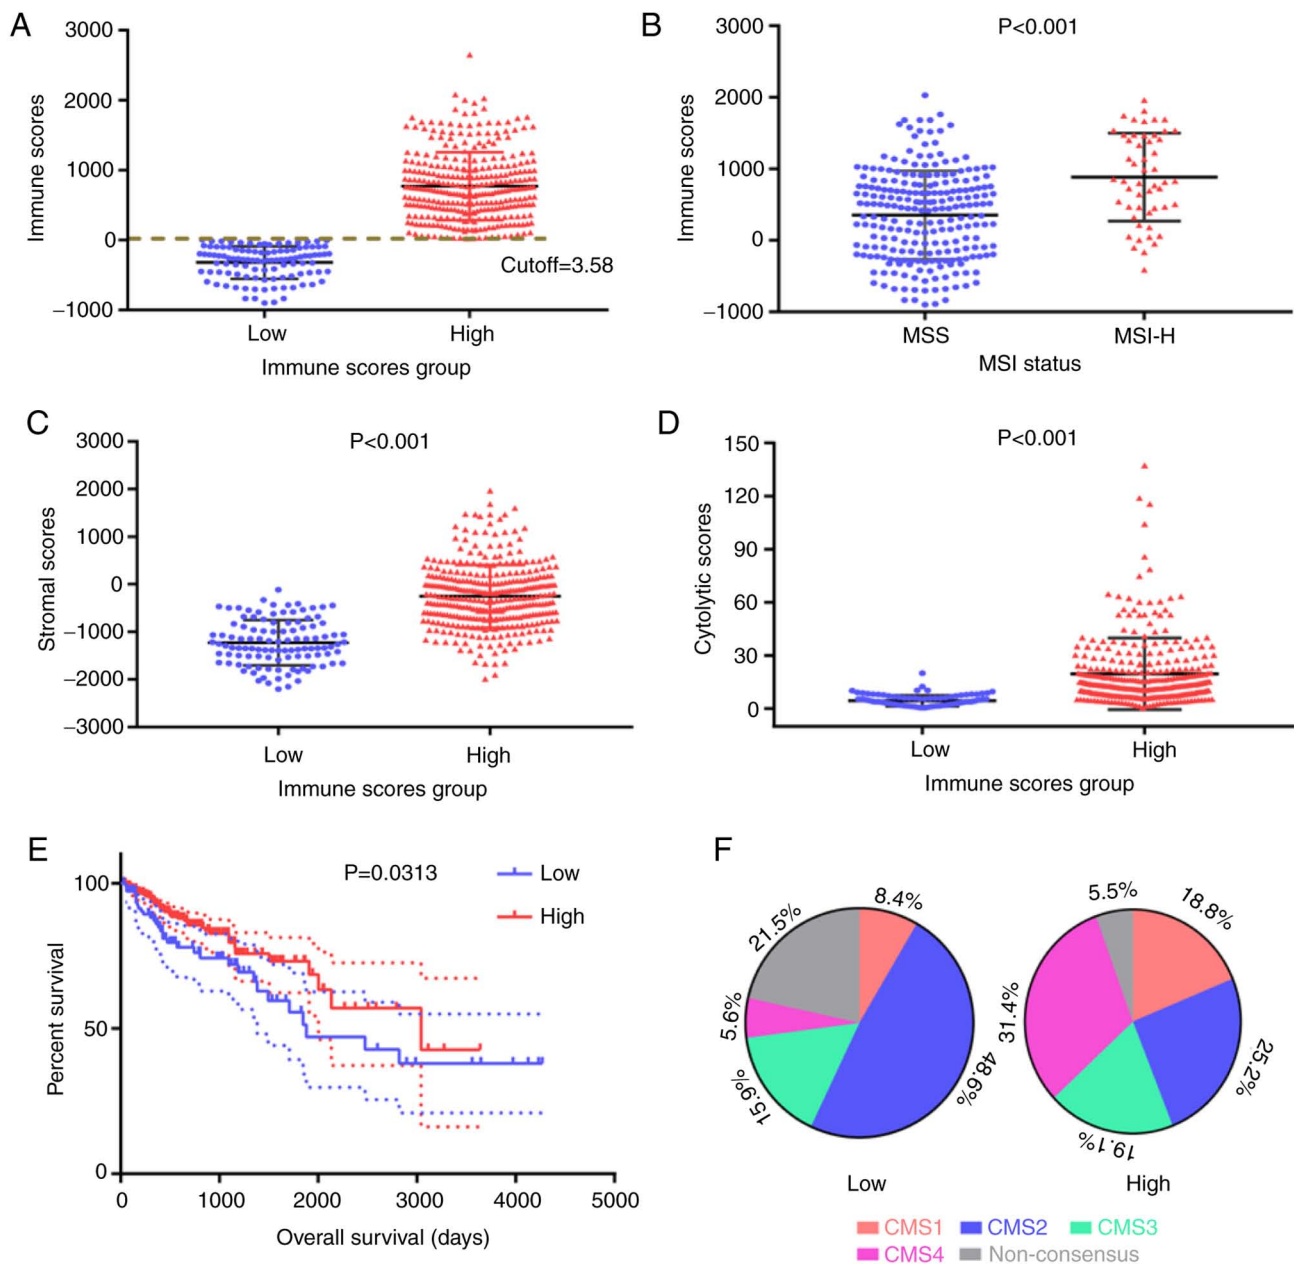 A
3000
2000
1000
0
−1000
Immune scores
Cutoff=3.58
Low
High
Immune scores group
B
P<0.001
3000
2000
1000
0
−1000
Immune scores
MSS
MSI-H
MSI status
C
P<0.001
3000
2000
1000
0
−1000
−2000
−3000
Stromal scores
Low
High
Immune scores group
D
P<0.001
150
120
90
60
30
0
Cytolytic scores
Low
High
Immune scores group
E
P=0.0313
Low
High
100
50
0
Percent survival
0
1000
2000
3000
4000
5000
Overall survival (days)
F
8.4%
48.6%
15.9%
5.6%
21.5%
Low
18.8%
25.2%
19.1%
31.4%
5.5%
High
CMS1
CMS2
CMS3
CMS4
Non-consensus